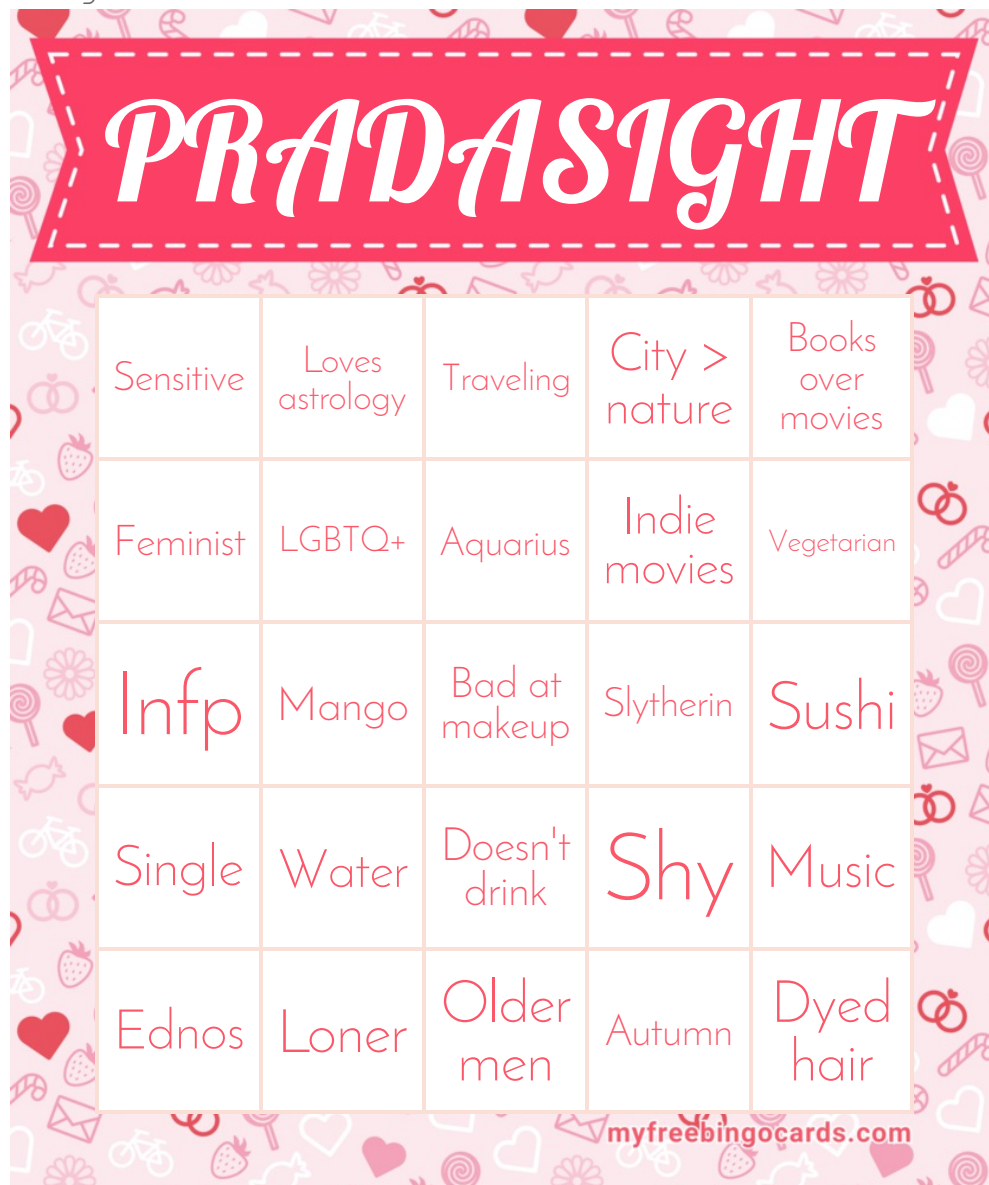 PRADASIGHT
Sensitive
Loves
astrology
Traveling
City >
nature
Books
over
movies
Feminist
LGBTQ+
Aquarius
Indie
movies
Vegetarian
Infp
Mango
Bad at
makeup
Slytherin
Sushi
Single
Water
Doesn't
drink
Shy
Music
Ednos
Loner
Older
men
Autumn
Dyed
hair
myfreebingocards.com